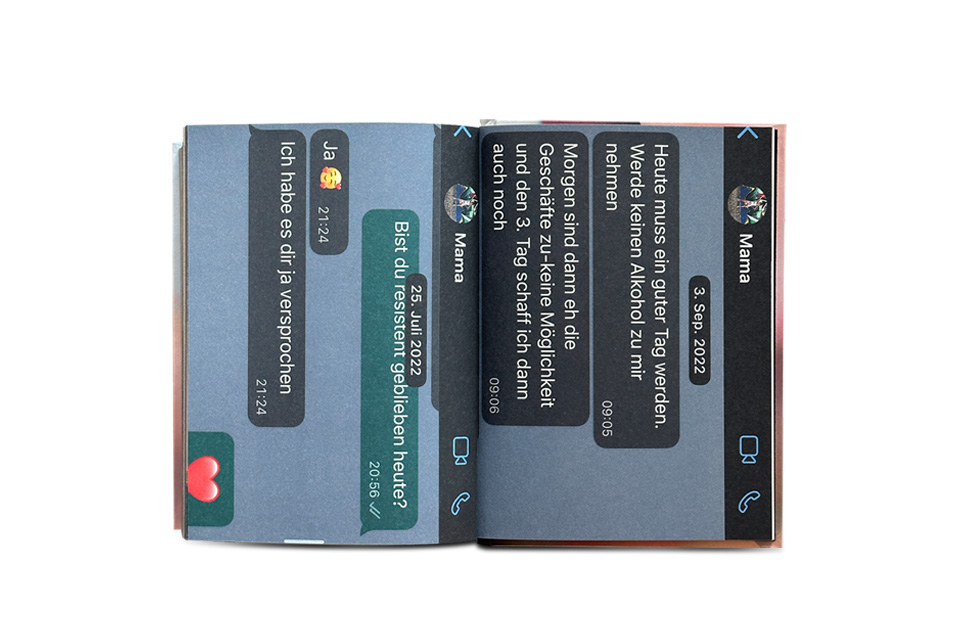 Mama
25. Juli 2022
Bist du resistent geblieben heute?
20:56
Ja 🥰 21:24
Ich habe es dir ja versprochen
21:24
Mama
3. Sep. 2022
Heute muss ein guter Tag werden.
Werde keinen Alkohol zu mir
nehmen
09:05
Morgen sind dann eh die
Geschäfte zu-keine Möglichkeit
und den 3. Tag schaff ich dann
auch noch
09:06